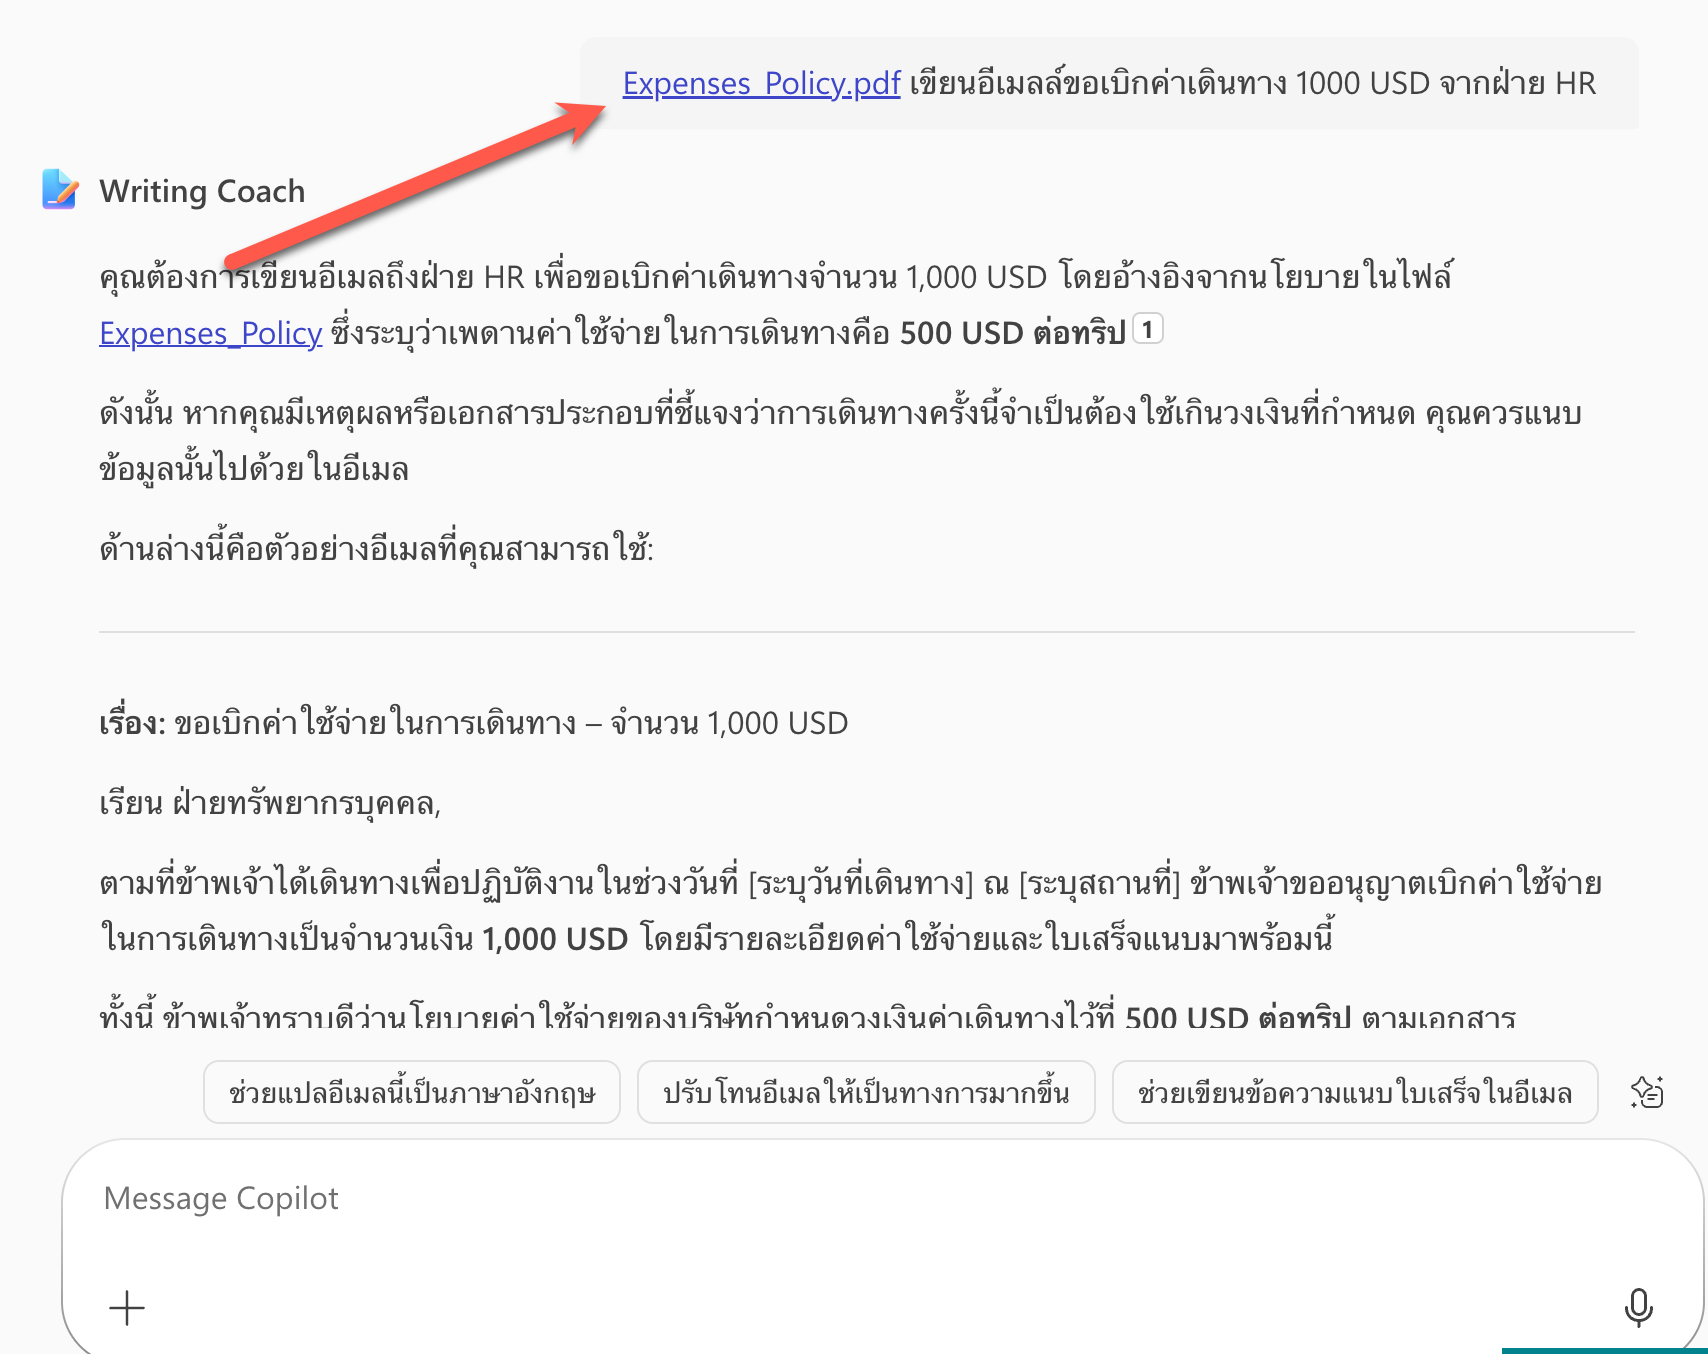 Expenses_Policy.pdf เขียนอีเมลล์ขอเบิกค่าเดินทาง 1000 USD จากฝ่าย HR
Writing Coach
คุณต้องการเขียนอีเมลถึงฝ่าย HR เพื่อขอเบิกค่าเดินทางจำนวน 1,000 USD โดยอ้างอิงจากนโยบายในไฟล์
Expenses_Policy ซึ่งระบุว่าเพดานค่าใช้จ่ายในการเดินทางคือ 500 USD ต่อทริป 1
ดังนั้น หากคุณมีเหตุผลหรือเอกสารประกอบที่ชี้แจงว่าการเดินทางครั้งนี้จำเป็นต้องใช้เกินวงเงินที่กำหนด คุณควรแนบ
ข้อมูลนั้นไปด้วยในอีเมล
ด้านล่างนี้คือตัวอย่างอีเมลที่คุณสามารถใช้:
เรื่อง: ขอเบิกค่าใช้จ่ายในการเดินทาง – จำนวน 1,000 USD
เรียน ฝ่ายทรัพยากรบุคคล,
ตามที่ข้าพเจ้าได้เดินทางเพื่อปฏิบัติงานในช่วงวันที่ [ระบุวันที่เดินทาง] ณ [ระบุสถานที่] ข้าพเจ้าขออนุญาตเบิกค่าใช้จ่าย
ในการเดินทางเป็นจำนวนเงิน 1,000 USD โดยมีรายละเอียดค่าใช้จ่ายและใบเสร็จแนบมาพร้อมนี้
ทั้งนี้ ข้าพเจ้าทราบดีว่านโยบายค่าใช้จ่ายของบริษัทกำหนดวงเงินค่าเดินทางไว้ที่ 500 USD ต่อทริป ตามเอกสาร
ช่วยแปลอีเมลนี้เป็นภาษาอังกฤษ
ปรับโทนอีเมลให้เป็นทางการมากขึ้น
ช่วยเขียนข้อความแนบใบเสร็จในอีเมล
Message Copilot